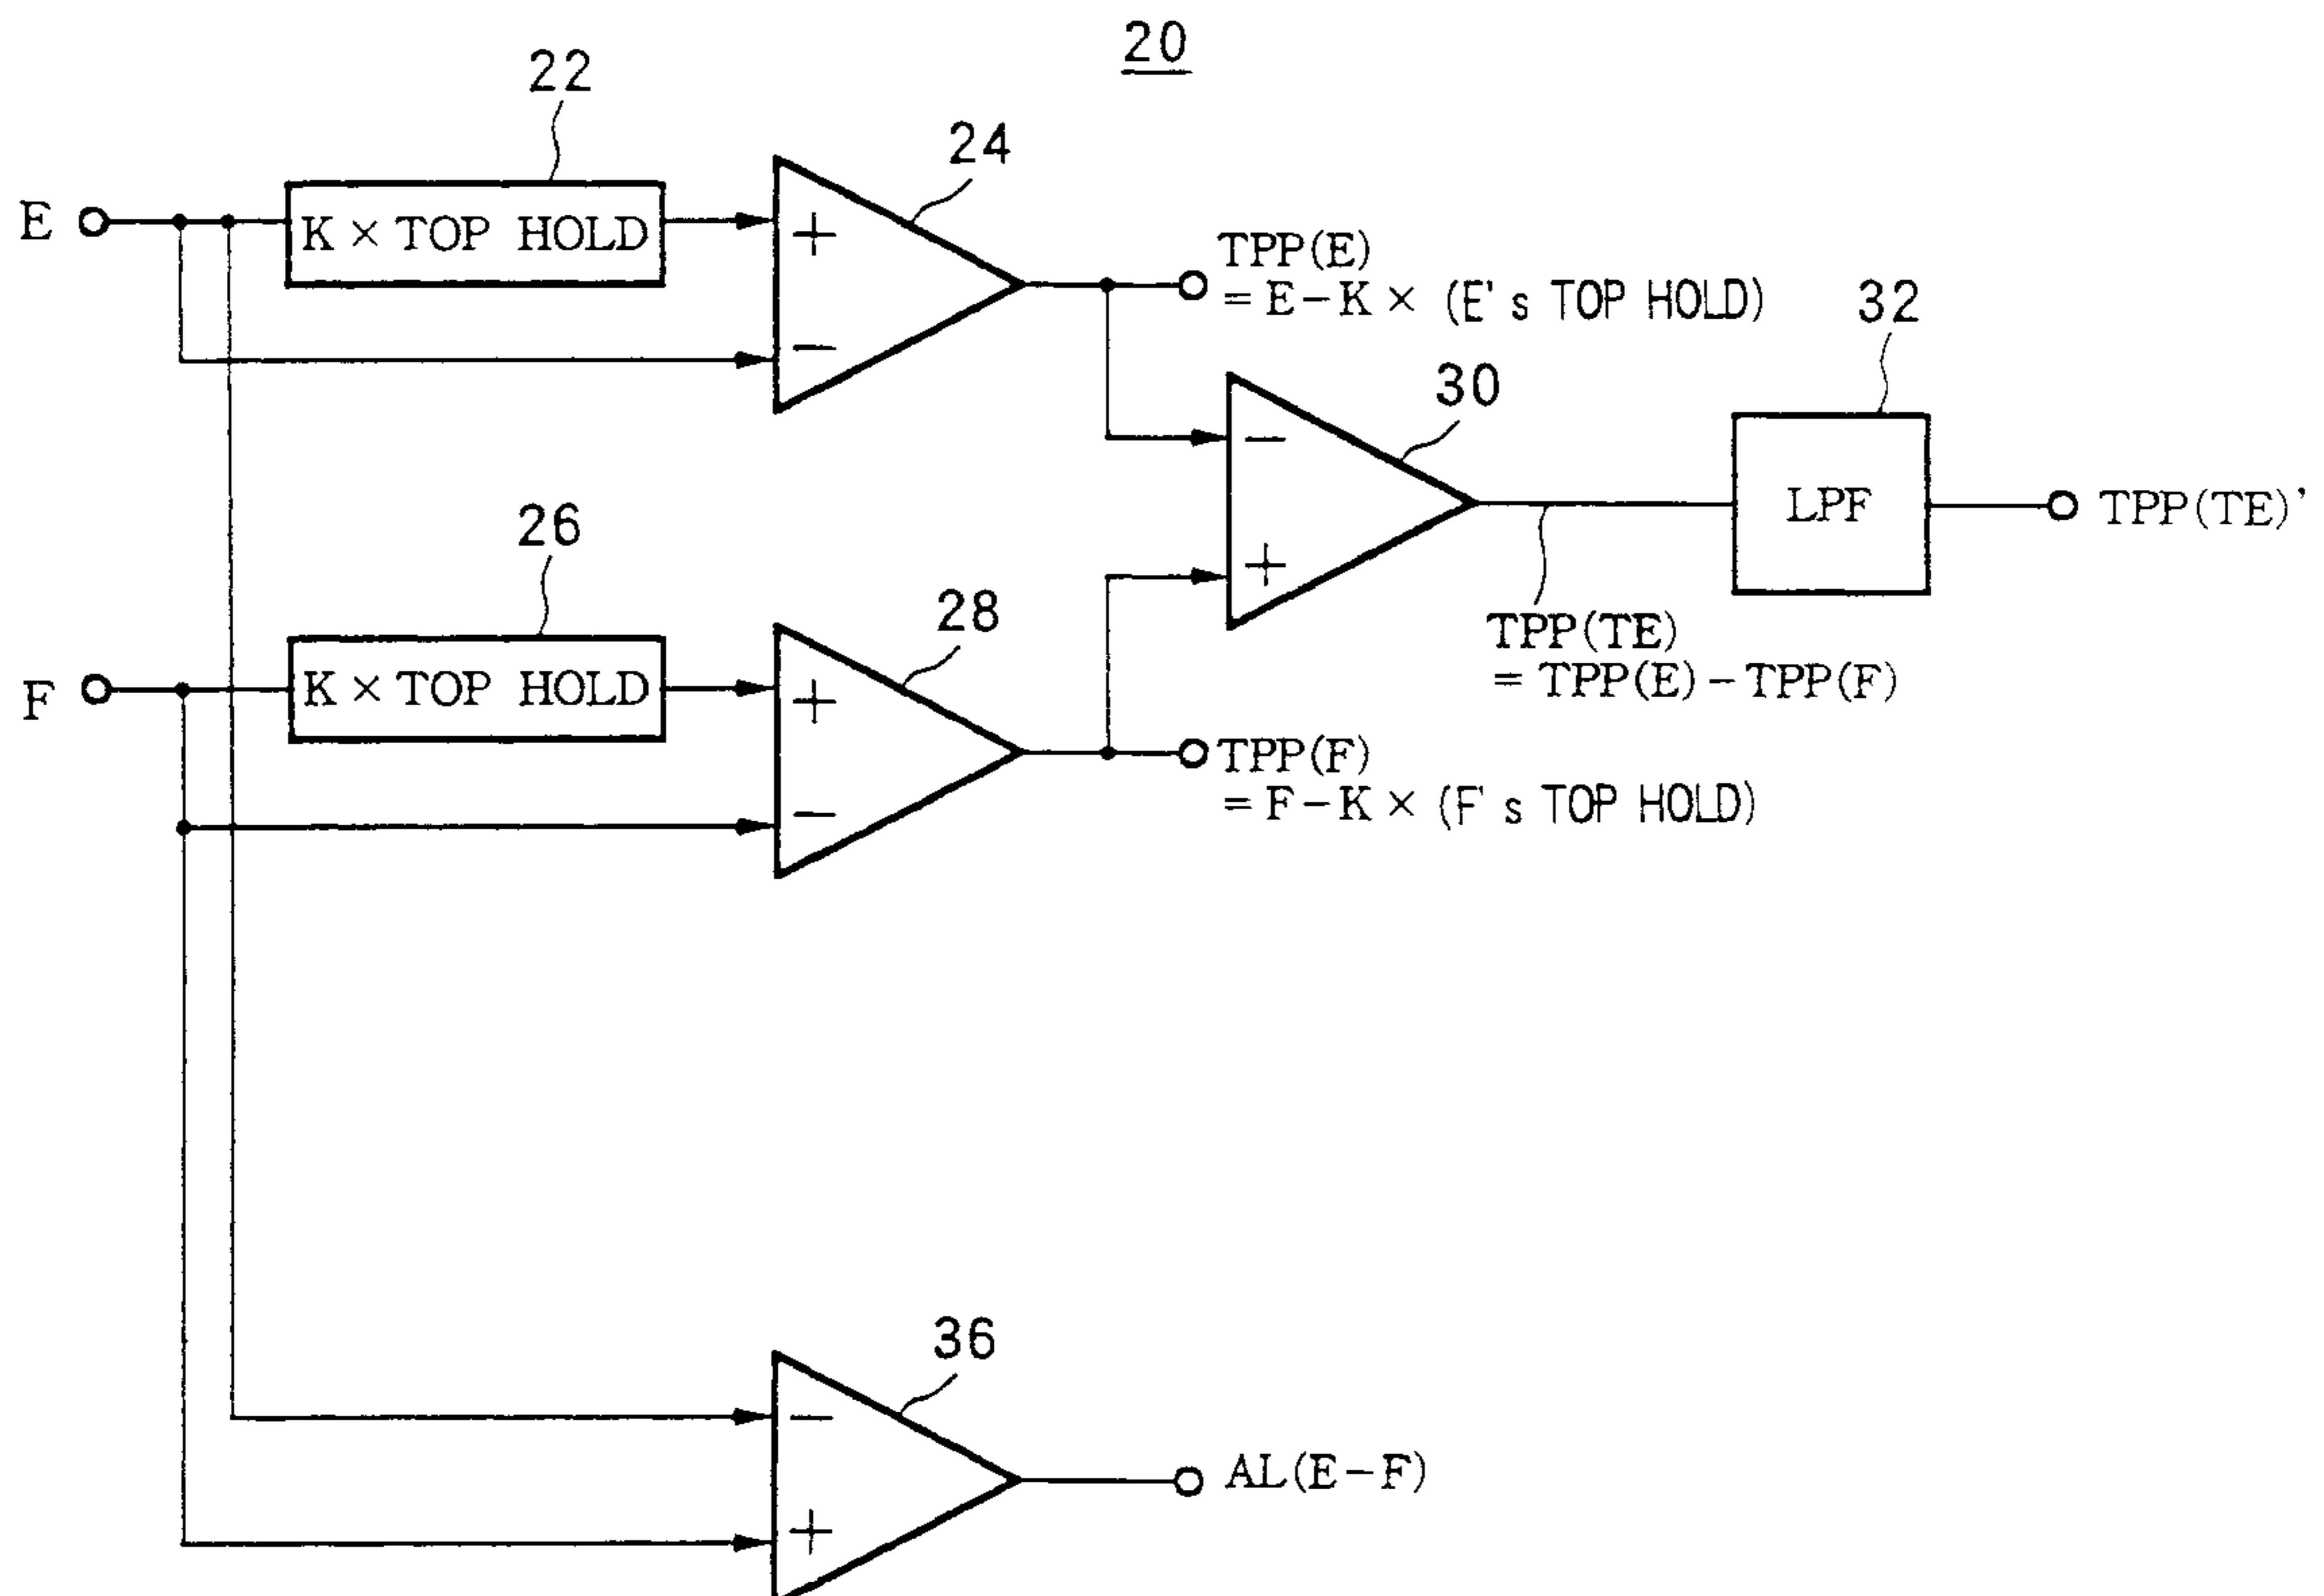 20
22
24
E
K × TOP HOLD
+
−
TPP(E)
= E−K × (E's TOP HOLD)
32
30
−
+
LPF
TPP(TE)'
TPP(TE)
= TPP(E)−TPP(F)
26
28
F
K × TOP HOLD
+
−
TPP(F)
= F−K × (F's TOP HOLD)
36
−
+
AL(E−F)